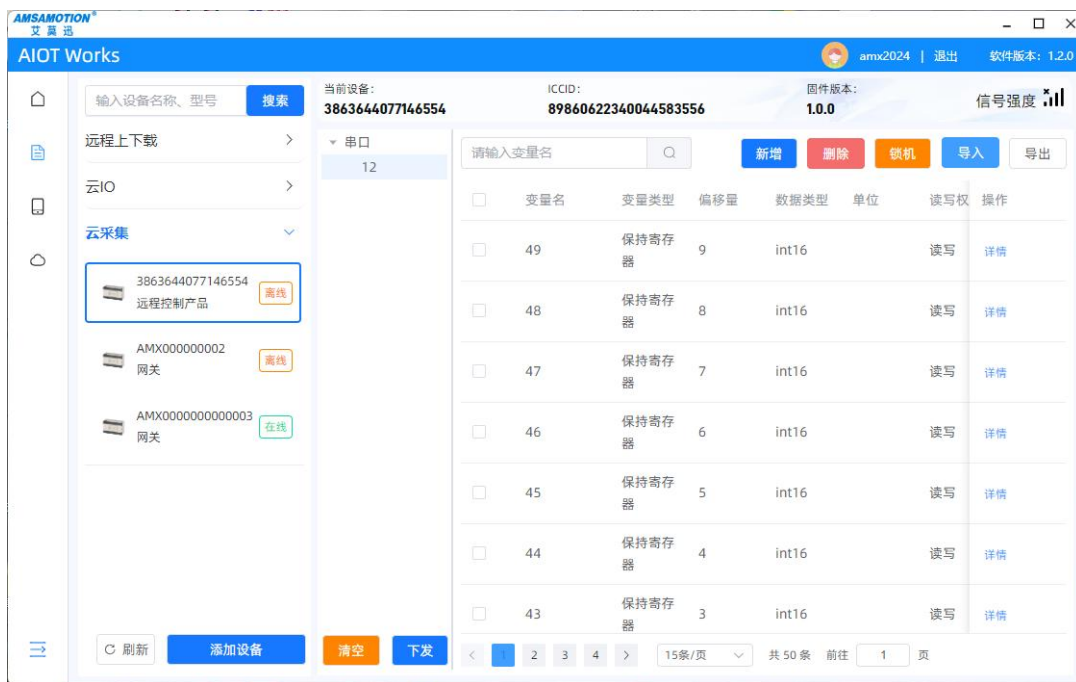 AMSAMOTION®
艾莫迅
AIOT Works
amx2024 | 退出 软件版本: 1.2.0
输入设备名称、型号 搜索
远程上下载
云IO
云采集
3863644077146554
远程控制产品
离线
AMX000000002
网关
离线
AMX0000000000003
网关
在线
刷新 添加设备
当前设备:
3863644077146554
ICCID:
89860622340044583556
固件版本:
1.0.0
信号强度
串口
12
清空 下发
请输入变量名 新增 删除 锁机 导入 导出
变量名 变量类型 偏移量 数据类型 单位 读写权 操作
49 保持寄存器 9 int16 读写 详情
48 保持寄存器 8 int16 读写 详情
47 保持寄存器 7 int16 读写 详情
46 保持寄存器 6 int16 读写 详情
45 保持寄存器 5 int16 读写 详情
44 保持寄存器 4 int16 读写 详情
43 保持寄存器 3 int16 读写 详情
1 2 3 4 15条/页 共 50 条 前往 1 页